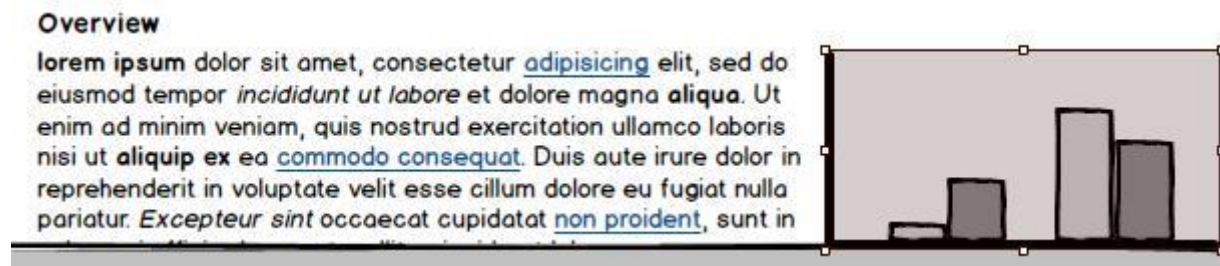 Overview
lorem ipsum dolor sit amet, consectetur adipisicing elit, sed do
eiusmod tempor incididunt ut labore et dolore magna aliqua. Ut
enim ad minim veniam, quis nostrud exercitation ullamco laboris
nisi ut aliquip ex ea commodo consequat. Duis aute irure dolor in
reprehenderit in voluptate velit esse cillum dolore eu fugiat nulla
pariatur. Excepteur sint occaecat cupidatat non proident, sunt in